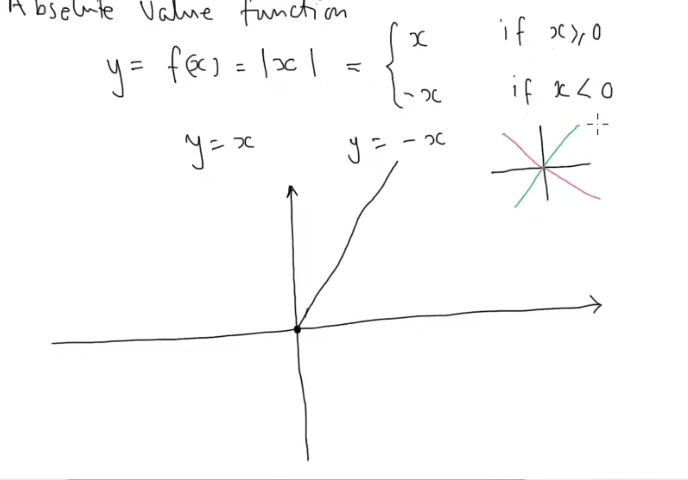 Absolute Value function
y = f(x) = |x| = { x if x ≥ 0
-x if x < 0
y = x y = -x